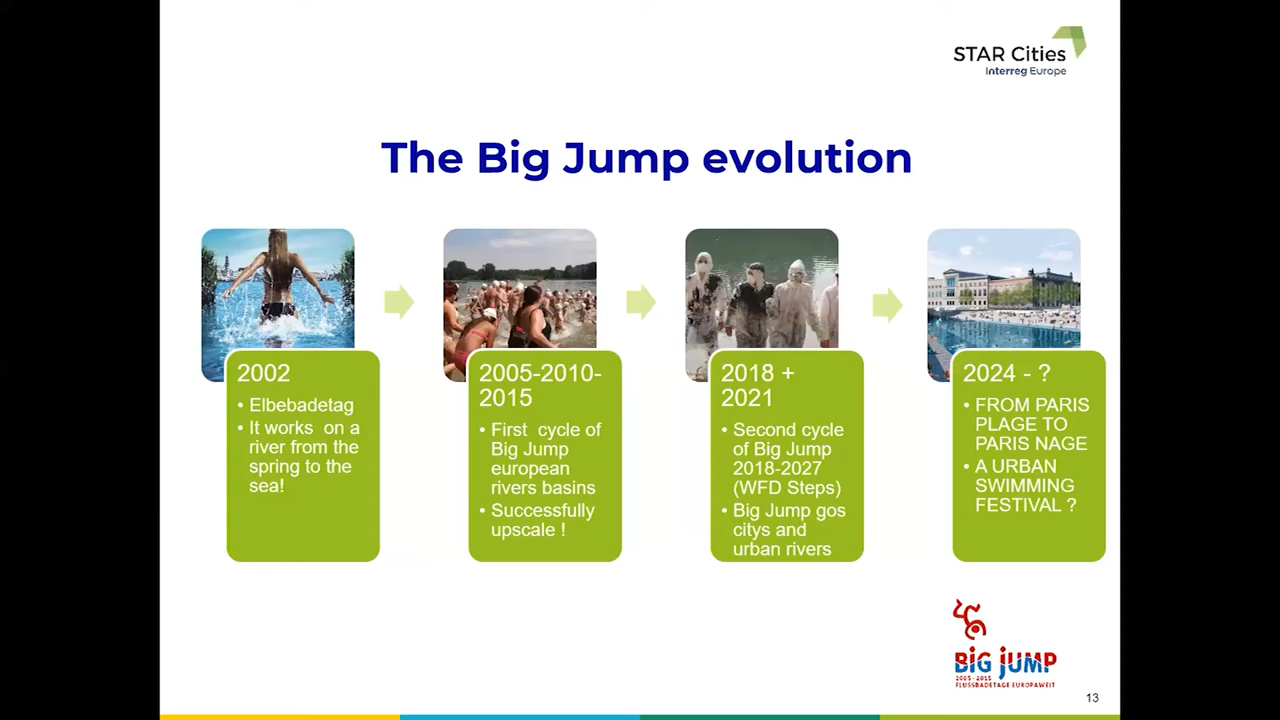 STAR Cities
Interreg Europe
The Big Jump evolution
2002
• Elbebadetag
• It works on a
river from the
spring to the
sea!
2005-2010-
2015
• First cycle of
Big Jump
european
rivers basins
• Successfully
upscale !
2018 +
2021
• Second cycle
of Big Jump
2018-2027
(WFD Steps)
• Big Jump gos
citys and
urban rivers
2024 - ?
• FROM PARIS
PLAGE TO
PARIS NAGE
• A URBAN
SWIMMING
FESTIVAL ?
BiG jUMP
2005-2015
FLUSSBADETAGE EUROPAWEIT
13